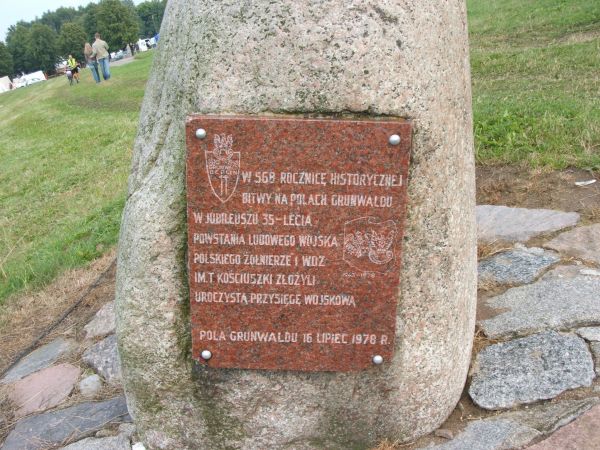 W 568 ROCZNICĘ HISTORYCZNEJ
BITWY NA POLACH GRUNWALDU
W JUBILEUSZU 35-LECIA
POWSTANIA LUDOWEGO WOJSKA
POLSKIEGO ŻOŁNIERZE I WDZ
IM.T KOŚCIUSZKI ZŁOŻYLI
UROCZYSTĄ PRZYSIĘGĘ WOJSKOWĄ
POLA GRUNWALDU 16 LIPIEC 1978 R.